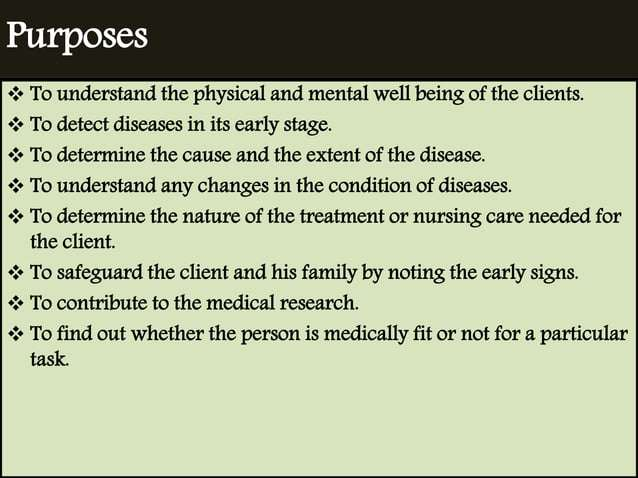 Purposes
❖ To understand the physical and mental well being of the clients.
❖ To detect diseases in its early stage.
❖ To determine the cause and the extent of the disease.
❖ To understand any changes in the condition of diseases.
❖ To determine the nature of the treatment or nursing care needed for
the client.
❖ To safeguard the client and his family by noting the early signs.
❖ To contribute to the medical research.
❖ To find out whether the person is medically fit or not for a particular
task.